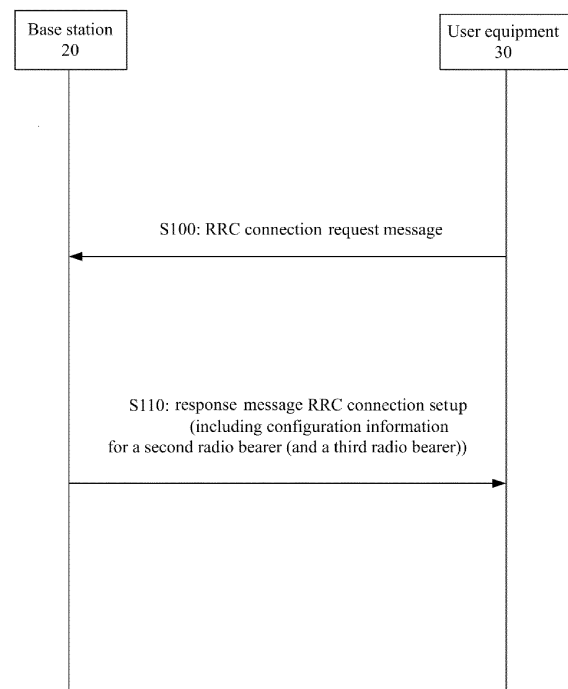 Base station
20
User equipment
30
S100: RRC connection request message
S110: response message RRC connection setup
(including configuration information
for a second radio bearer (and a third radio bearer))